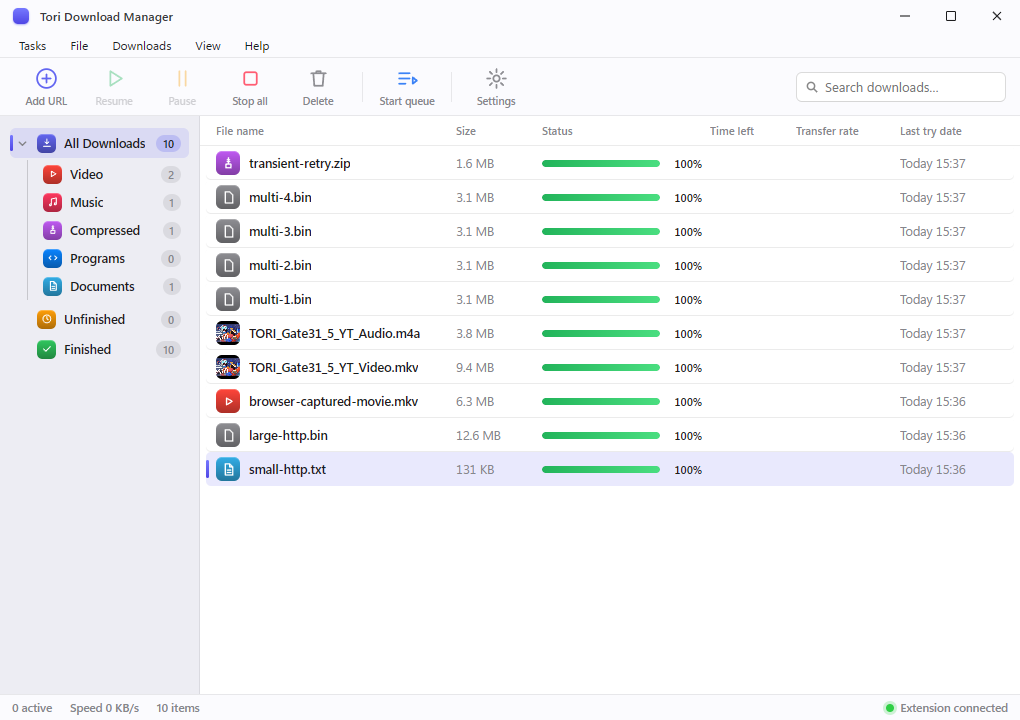 Tori Download Manager
Tasks File Downloads View Help
Add URL Resume Pause Stop all Delete Start queue Settings Search downloads...
File name Size Status Time left Transfer rate Last try date
All Downloads 10
Video 2
Music 1
Compressed 1
Programs 0
Documents 1
Unfinished 0
Finished 10
transient-retry.zip 1.6 MB 100% Today 15:37
multi-4.bin 3.1 MB 100% Today 15:37
multi-3.bin 3.1 MB 100% Today 15:37
multi-2.bin 3.1 MB 100% Today 15:37
multi-1.bin 3.1 MB 100% Today 15:37
TORI_Gate31_5_YT_Audio.m4a 3.8 MB 100% Today 15:37
TORI_Gate31_5_YT_Video.mkv 9.4 MB 100% Today 15:37
browser-captured-movie.mkv 6.3 MB 100% Today 15:36
large-http.bin 12.6 MB 100% Today 15:36
small-http.txt 131 KB 100% Today 15:36
0 active Speed 0 KB/s 10 items Extension connected